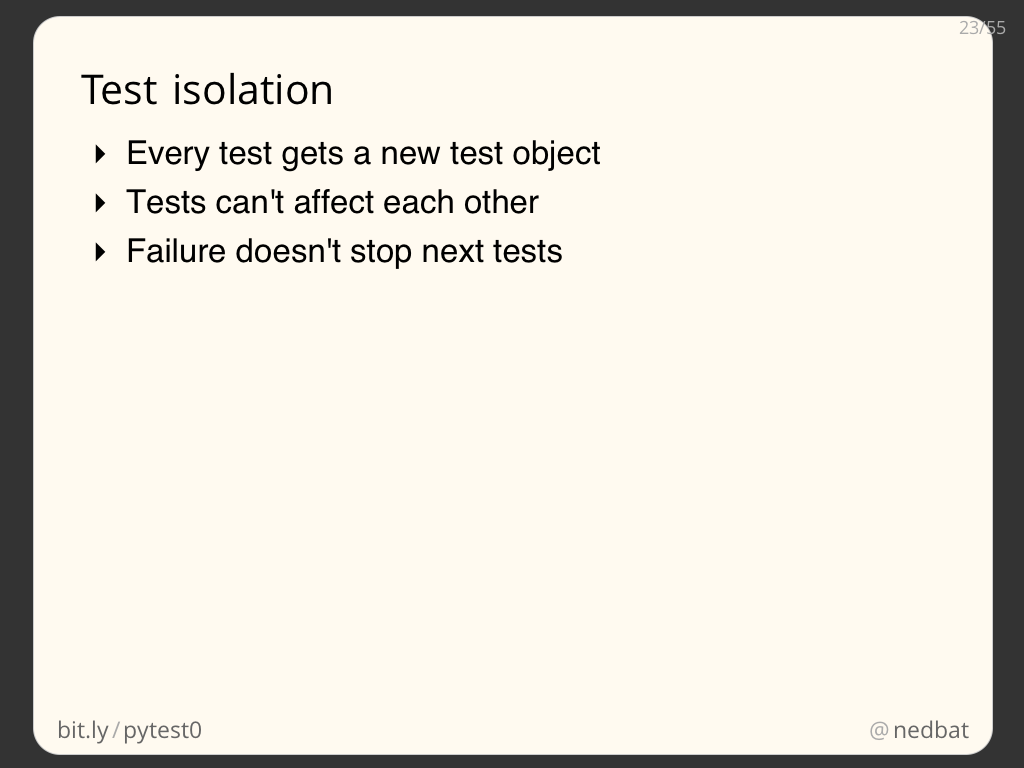 23/55
Test isolation
Every test gets a new test object
Tests can't affect each other
Failure doesn't stop next tests
bit.ly/pytest0
@nedbat